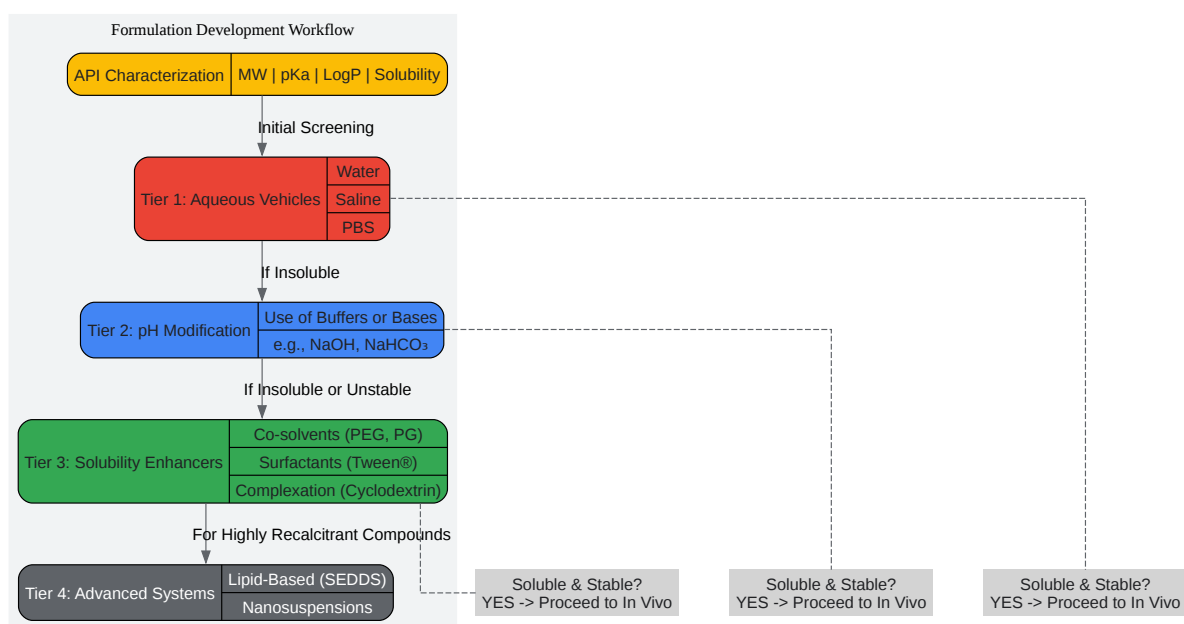 Formulation Development Workflow
API Characterization
MW | pKa | LogP | Solubility
Initial Screening
Tier 1: Aqueous Vehicles
Water
Saline
PBS
If Insoluble
Tier 2: pH Modification
Use of Buffers or Bases
e.g., NaOH, NaHCO₃
If Insoluble or Unstable
Tier 3: Solubility Enhancers
Co-solvents (PEG, PG)
Surfactants (Tween®)
Complexation (Cyclodextrin)
For Highly Recalcitrant Compounds
Tier 4: Advanced Systems
Lipid-Based (SEDDS)
Nanosuspensions
Soluble & Stable?
YES -> Proceed to In Vivo
Soluble & Stable?
YES -> Proceed to In Vivo
Soluble & Stable?
YES -> Proceed to In Vivo